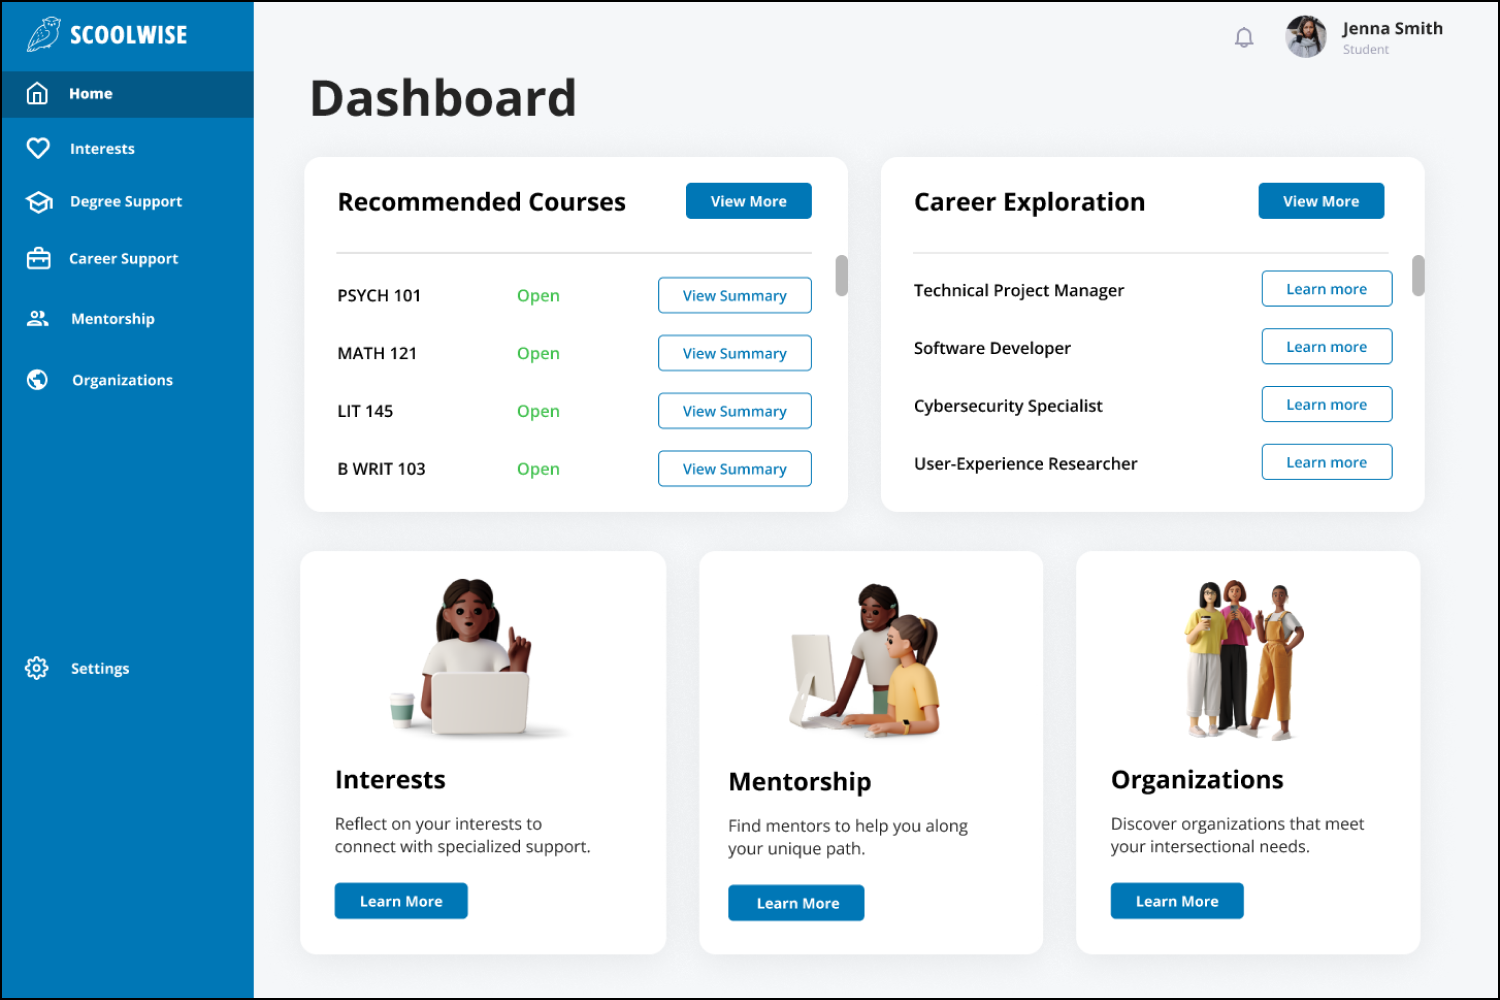 SCOOLWISE
Home
Interests
Degree Support
Career Support
Mentorship
Organizations
Settings
Jenna Smith
Student
Dashboard
Recommended Courses
View More
PSYCH 101 Open View Summary
MATH 121 Open View Summary
LIT 145 Open View Summary
B WRIT 103 Open View Summary
Career Exploration
View More
Technical Project Manager Learn more
Software Developer Learn more
Cybersecurity Specialist Learn more
User-Experience Researcher Learn more
Interests
Reflect on your interests to
connect with specialized support.
Learn More
Mentorship
Find mentors to help you along
your unique path.
Learn More
Organizations
Discover organizations that meet
your intersectional needs.
Learn More